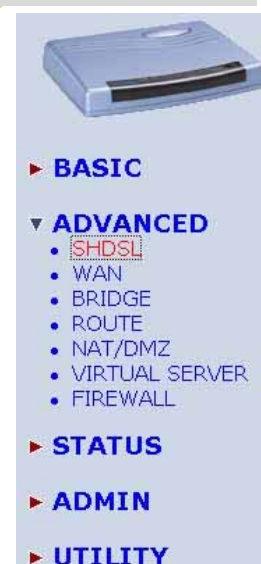 BASIC
ADVANCED
SHDSL
WAN
BRIDGE
ROUTE
NAT/DMZ
VIRTUAL SERVER
FIREWALL
STATUS
ADMIN
UTILITY